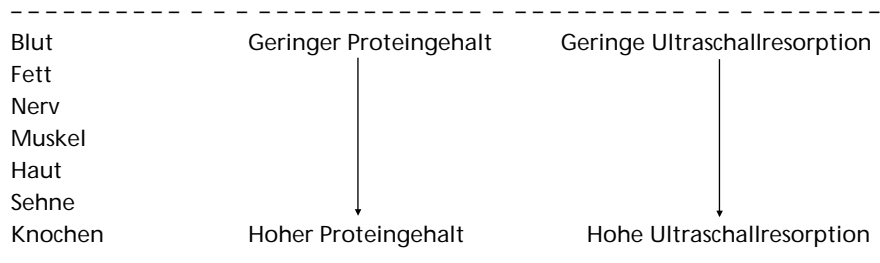 Blut Geringer Proteingehalt Geringe Ultraschallresorption
Fett
Nerv
Muskel
Haut
Sehne
Knochen Hoher Proteingehalt Hohe Ultraschallresorption